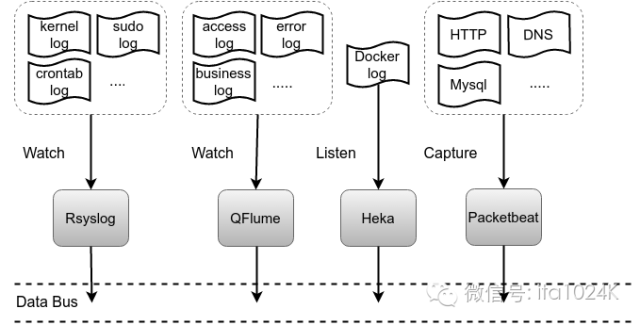 kernel
log
sudo
log
crontab
log
....
access
log
error
log
business
log
.....
Docker
log
HTTP
DNS
Mysql
.....
Watch
Watch
Listen
Capture
Rsyslog
QFlume
Heka
Packetbeat
Data Bus
微信号: ifa1024K